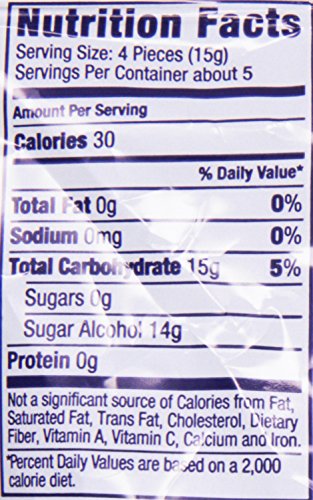 Nutrition Facts
Serving Size: 4 Pieces (15g)
Servings Per Container about 5
Amount Per Serving
Calories 30
% Daily Value*
Total Fat 0g 0%
Sodium 0mg 0%
Total Carbohydrate 15g 5%
Sugars 0g
Sugar Alcohol 14g
Protein 0g
Not a significant source of Calories from Fat,
Saturated Fat, Trans Fat, Cholesterol, Dietary
Fiber, Vitamin A, Vitamin C, Calcium and Iron.
*Percent Daily Values are based on a 2,000
calorie diet.